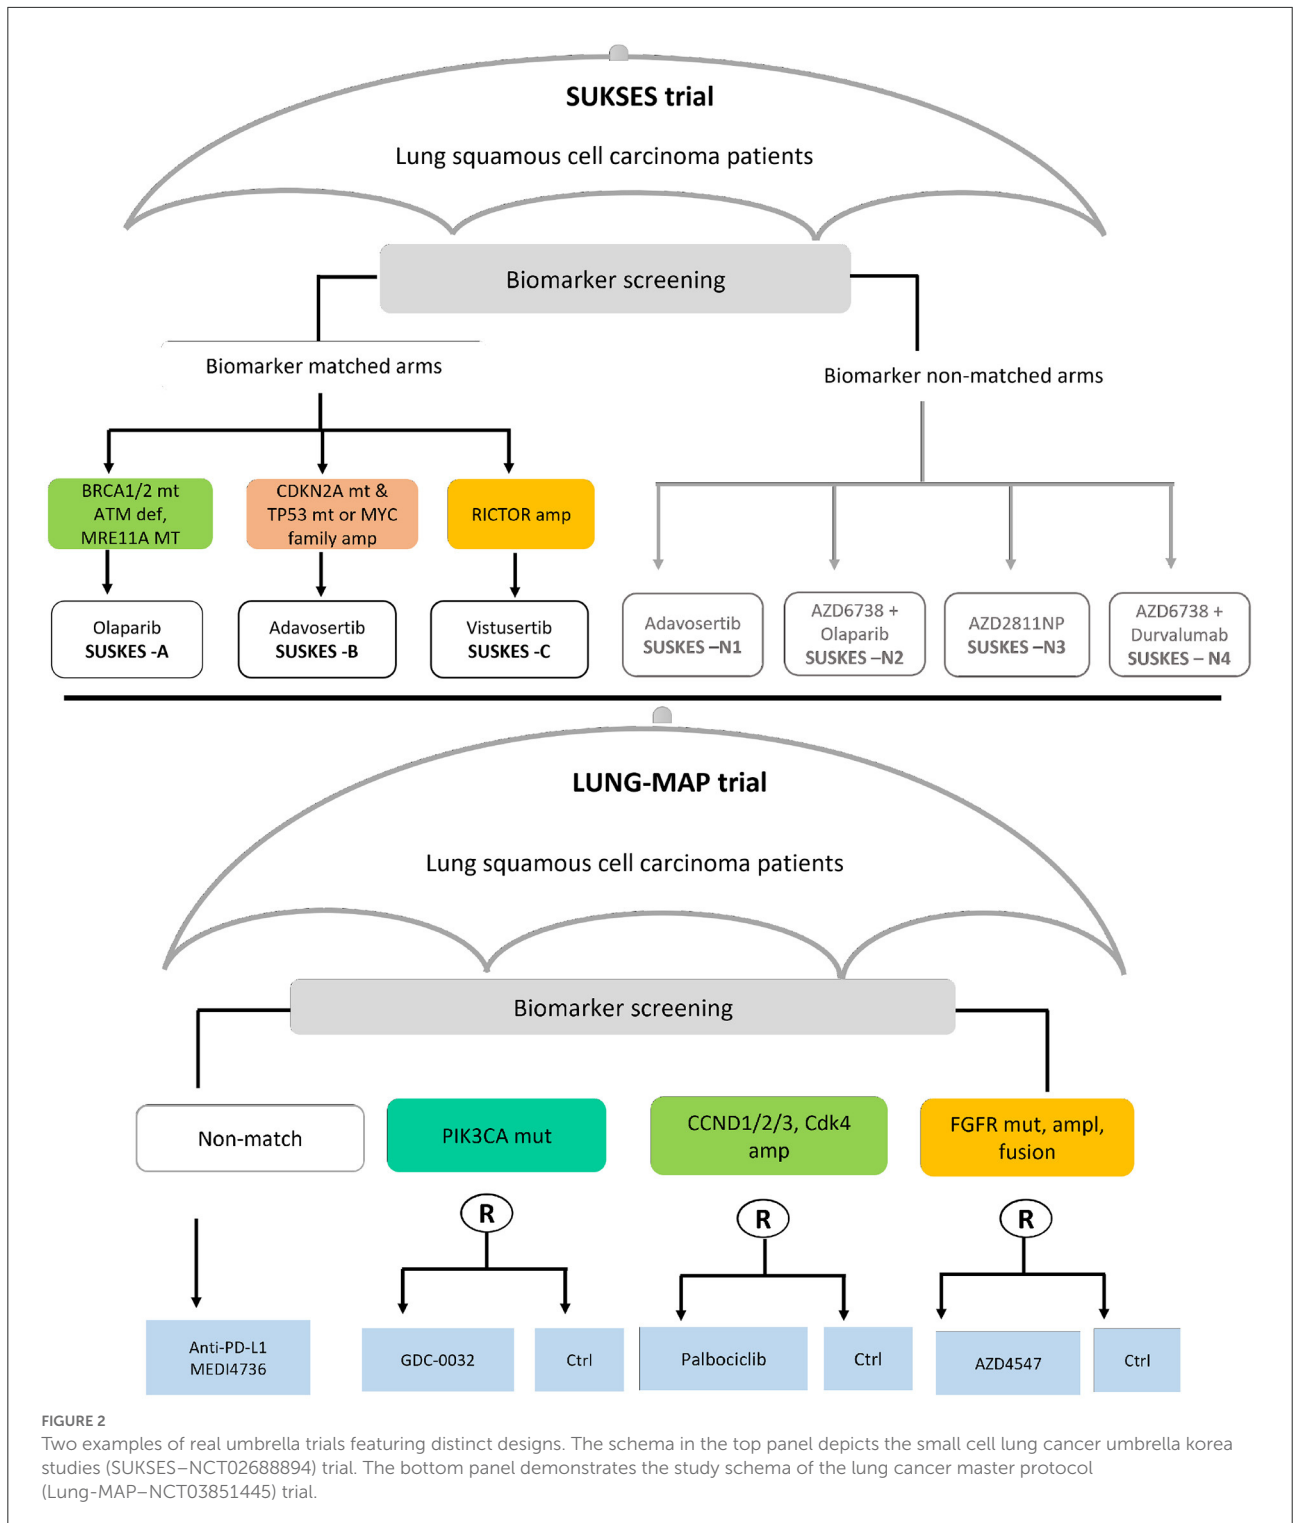 SUKSES trial
Lung squamous cell carcinoma patients
Biomarker screening
Biomarker matched arms
Biomarker non-matched arms
BRCA1/2 mt
ATM def,
MRE11A MT
CDKN2A mt &
TP53 mt or MYC
family amp
RICTOR amp
Olaparib
SUSKES -A
Adavosertib
SUSKES -B
Vistusertib
SUSKES -C
Adavosertib
SUSKES –N1
AZD6738 +
Olaparib
SUSKES –N2
AZD2811NP
SUSKES –N3
AZD6738 +
Durvalumab
SUSKES – N4
LUNG-MAP trial
Lung squamous cell carcinoma patients
Biomarker screening
Non-match
PIK3CA mut
CCND1/2/3, Cdk4
amp
FGFR mut, ampl,
fusion
R
R
R
Anti-PD-L1
MEDI4736
GDC-0032
Ctrl
Palbociclib
Ctrl
AZD4547
Ctrl
FIGURE 2
Two examples of real umbrella trials featuring distinct designs. The schema in the top panel depicts the small cell lung cancer umbrella korea
studies (SUKSES–NCT02688894) trial. The bottom panel demonstrates the study schema of the lung cancer master protocol
(Lung-MAP–NCT03851445) trial.